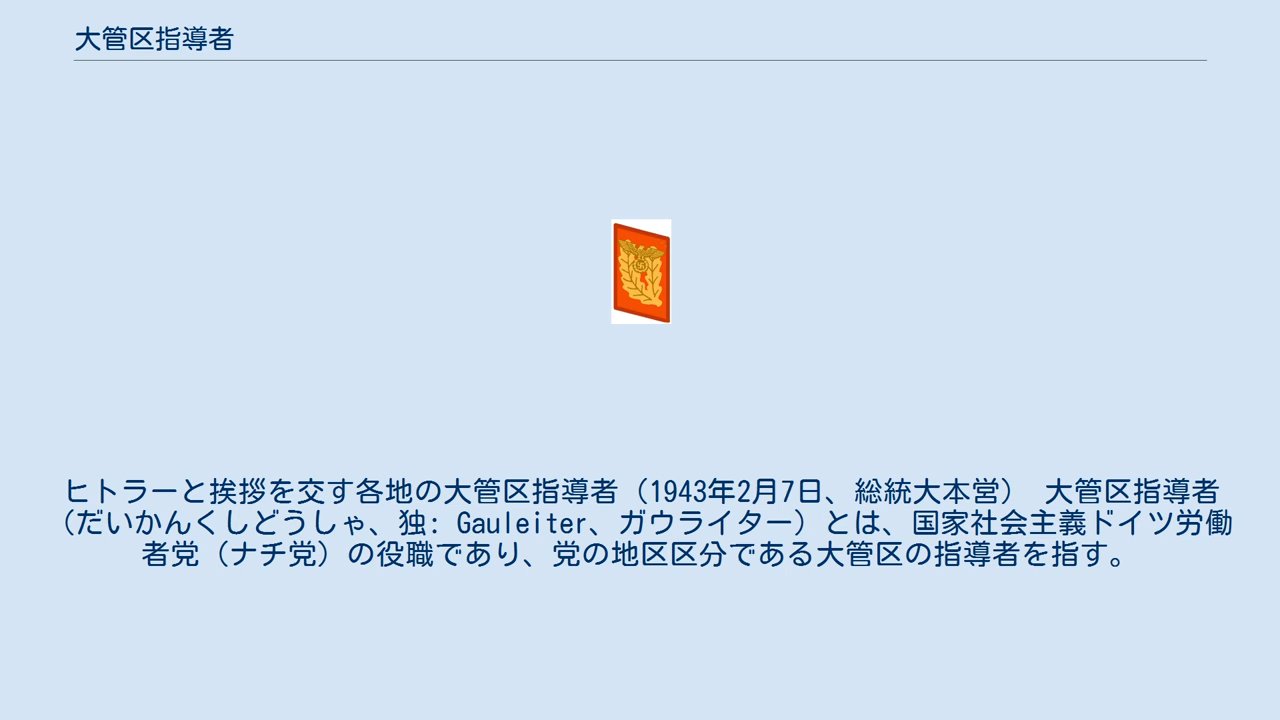 大管区指導者
ヒトラーと挨拶を交す各地の大管区指導者（1943年2月7日、総統大本営） 大管区指導者
（だいかんくしどうしゃ、独: Gauleiter、ガウライター）とは、国家社会主義ドイツ労働
者党（ナチ党）の役職であり、党の地区区分である大管区の指導者を指す。